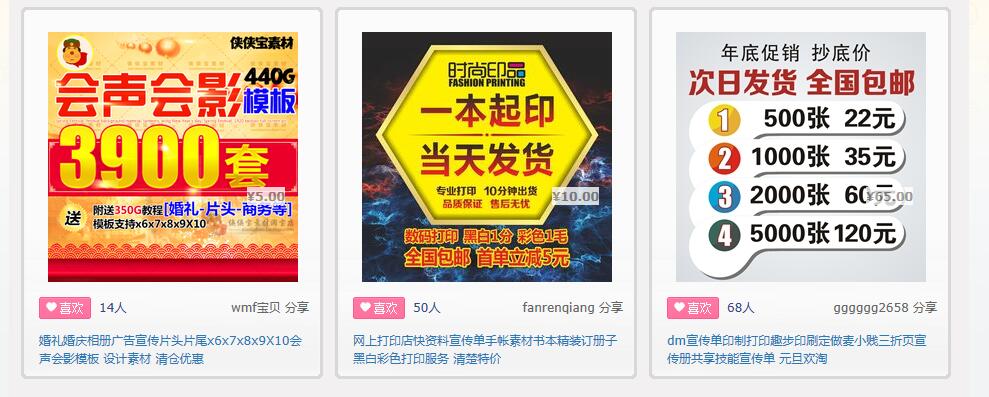 侠侠宝素材
440G
会声会影模板
3900套
¥5.00
送 附送350G教程[婚礼-片头-商务等]
模板支持x6x7x8x9X10
喜欢 14人 wmf宝贝 分享
婚礼婚庆相册广告宣传片头片尾x6x7x8x9X10会
声会影模板 设计素材 清仓优惠
时尚印品
FASHION PRINTING
一本起印
当天发货
专业打印 10分钟出货
¥10.00
品质保证 售后无忧
数码打印 黑白1分 彩色1毛
全国包邮 首单立减5元
喜欢 50人 fanrenqiang 分享
网上打印店快资料宣传单手帐素材书本精装订册子
黑白彩色打印服务 清楚特价
年底促销 抄底价
次日发货 全国包邮
1 500张 22元
2 1000张 35元
3 2000张 60元
¥65.00
4 5000张 120元
喜欢 68人 gggggg2658 分享
dm宣传单印制打印趣步印刷定做麦小贱三折页宣
传册共享技能宣传单 元旦欢淘